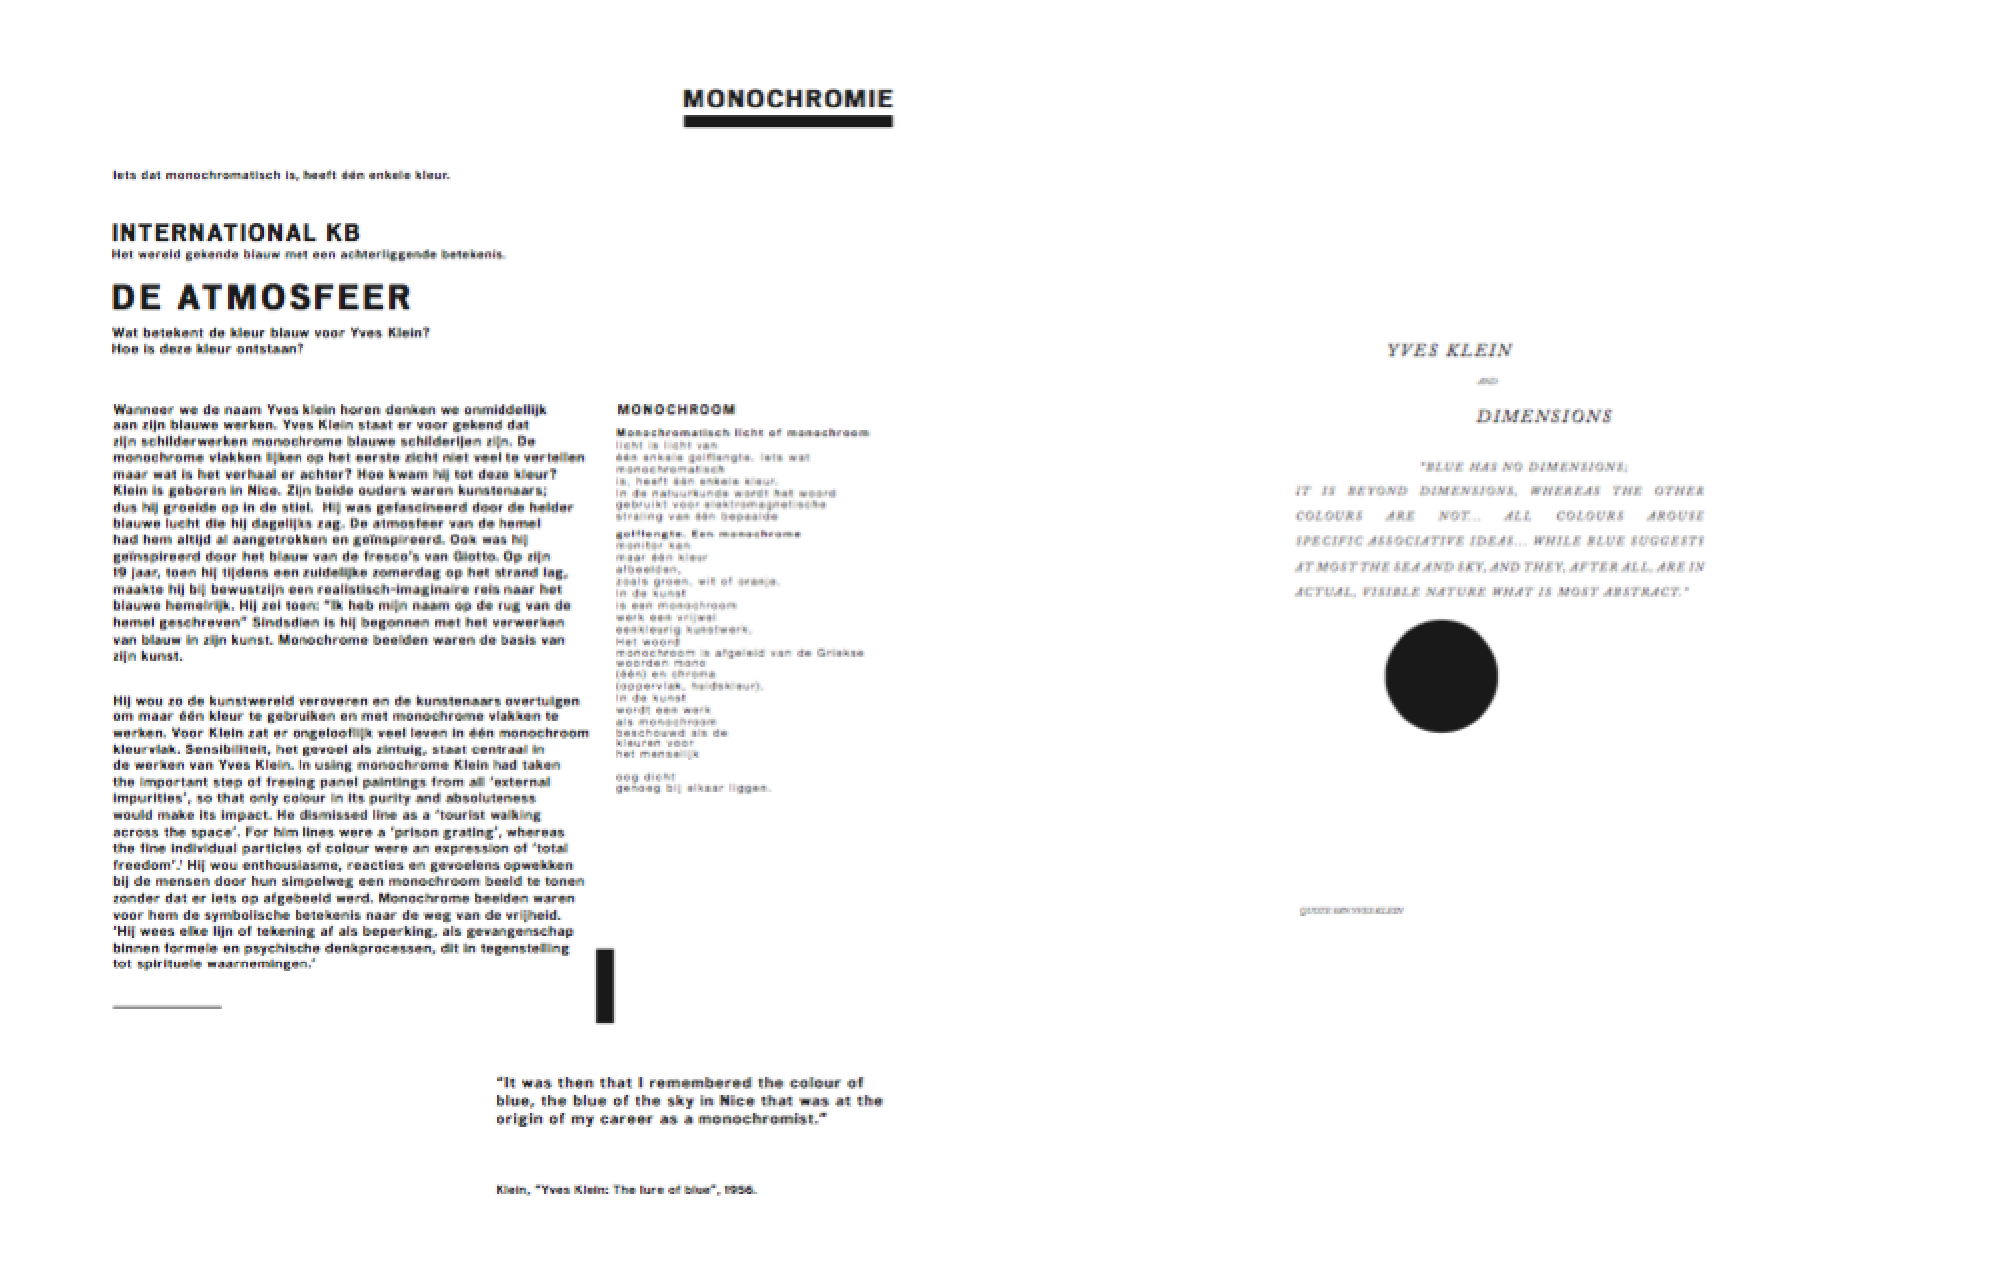 MONOCHROMIE
Iets dat monochromatisch is, heeft één enkele kleur.
INTERNATIONAL KB
Het wereld gekende blauw met een achterliggende betekenis.
DE ATMOSFEER
Wat betekent de kleur blauw voor Yves Klein?
Hoe is deze kleur ontstaan?
Wanneer we de naam Yves klein horen denken we onmiddellijk
aan zijn blauwe werken. Yves Klein staat er voor gekend dat
zijn schilderwerken monochrome blauwe schilderijen zijn. De
monochrome vlakken lijken op het eerste zicht niet veel te vertellen
maar wat is het verhaal er achter? Hoe kwam hij tot deze kleur?
Klein is geboren in Nice. Zijn beide ouders waren kunstenaars;
dus hij groeide op in de stiel.  Hij was gefascineerd door de helder
blauwe lucht die hij dagelijks zag. De atmosfeer van de hemel
had hem altijd al aangetrokken en geïnspireerd. Ook was hij
geïnspireerd door het blauw van de fresco's van Giotto. Op zijn
19 jaar, toen hij tijdens een zuidelijke zomerdag op het strand lag,
maakte hij bij bewustzijn een realistisch-imaginaire reis naar het
blauwe hemelrijk. Hij zei toen: "Ik heb mijn naam op de rug van de
hemel geschreven" Sindsdien is hij begonnen met het verwerken
van blauw in zijn kunst. Monochrome beelden waren de basis van
zijn kunst.
Hij wou zo de kunstwereld veroveren en de kunstenaars overtuigen
om maar één kleur te gebruiken en met monochrome vlakken te
werken. Voor Klein zat er ongelooflijk veel leven in één monochroom
kleurvlak. Sensibiliteit, het gevoel als zintuig, staat centraal in
de werken van Yves Klein. In using monochrome Klein had taken
the important step of freeing panel paintings from all 'external
impurities', so that only colour in its purity and absoluteness
would make its impact. He dismissed line as a 'tourist walking
across the space'. For him lines were a 'prison grating', whereas
the fine individual particles of colour were an expression of 'total
freedom'.' Hij wou enthousiasme, reacties en gevoelens opwekken
bij de mensen door hun simpelweg een monochroom beeld te tonen
zonder dat er iets op afgebeeld werd. Monochrome beelden waren
voor hem de symbolische betekenis naar de weg van de vrijheid.
'Hij wees elke lijn of tekening af als beperking, als gevangenschap
binnen formele en psychische denkprocessen, dit in tegenstelling
tot spirituele waarnemingen.'
MONOCHROOM
Monochromatisch licht of monochroom
licht is licht van
één enkele golflengte. Iets wat
monochromatisch
is, heeft één enkele kleur.
In de natuurkunde wordt het woord
gebruikt voor elektromagnetische
straling van één bepaalde
golflengte. Een monochrome
monitor kan
maar één kleur
afbeelden,
zoals groen, wit of oranje.
In de kunst
is een monochroom
werk een vrijwel
eenkleurig kunstwerk.
Het woord
monochroom is afgeleid van de Griekse
woorden mono
(één) en chroma
(oppervlak, huidskleur).
In de kunst
wordt een werk
als monochroom
beschouwd als de
kleuren voor
het menselijk
oog dicht
genoeg bij elkaar liggen.
"It was then that I remembered the colour of
blue, the blue of the sky in Nice that was at the
origin of my career as a monochromist."
Klein, "Yves Klein: The lure of blue", 1956.
YVES KLEIN
AND
DIMENSIONS
"BLUE HAS NO DIMENSIONS;
IT IS BEYOND DIMENSIONS, WHEREAS THE OTHER
COLOURS ARE NOT... ALL COLOURS AROUSE
SPECIFIC ASSOCIATIVE IDEAS... WHILE BLUE SUGGESTS
AT MOST THE SEA AND SKY, AND THEY, AFTER ALL, ARE IN
ACTUAL, VISIBLE NATURE WHAT IS MOST ABSTRACT."
QUOTE VAN YVES KLEIN